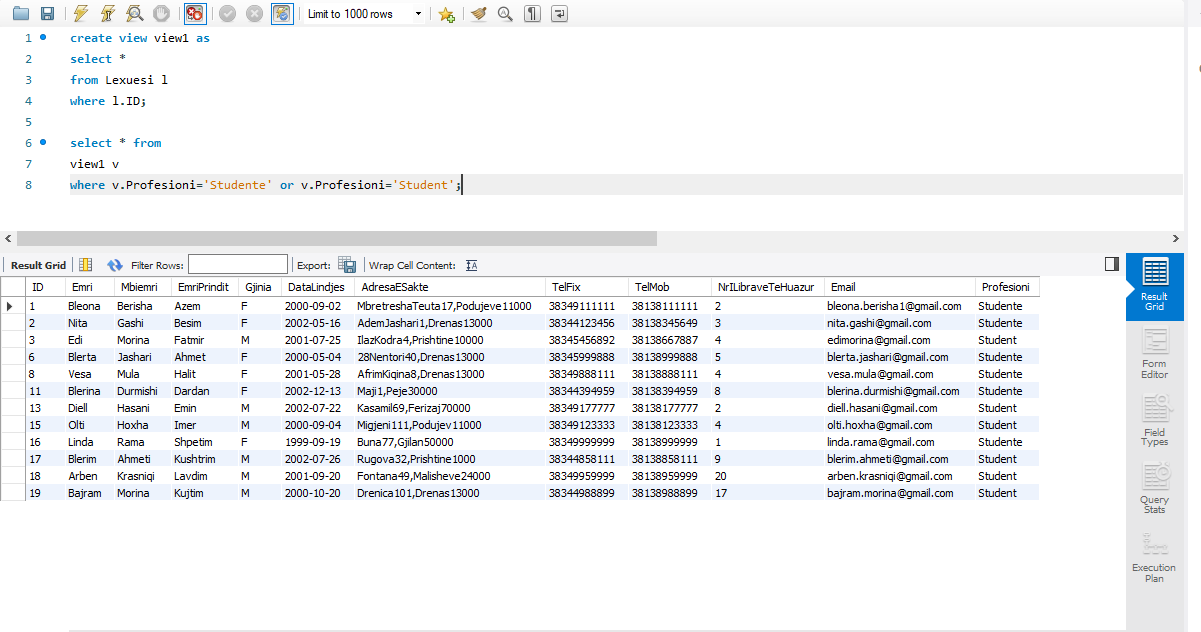 Limit to 1000 rows
1 create view view1 as
2 select *
3 from Lexuesi l
4 where l.ID;
5
6 select * from
7 view1 v
8 where v.Profesioni='Studente' or v.Profesioni='Student';
Result Grid Filter Rows: Export: Wrap Cell Content:
ID Emri Mbiemri EmriPrindit Gjinia DataLindjes AdresaESakte TelFix TelMob NrILibraveTeHuazur Email Profesioni
1 Bleona Berisha Azem F 2000-09-02 MbretreshaTeuta17,Podujeve11000 38349111111 38138111111 2 bleona.berisha1@gmail.com Studente
2 Nita Gashi Besim F 2002-05-16 AdemJashari1,Drenas13000 38344123456 38138345649 3 nita.gashi@gmail.com Studente
3 Edi Morina Fatmir M 2001-07-25 IlazKodra4,Prishtine10000 38345456892 38138667887 4 edimorina@gmail.com Student
6 Blerta Jashari Ahmet F 2000-05-04 28Nentori40,Drenas13000 38345999888 38138999888 5 blerta.jashari@gmail.com Studente
8 Vesa Mula Halit F 2001-05-28 AfrimKiqina8,Drenas13000 38349888111 38138888111 4 vesa.mula@gmail.com Studente
11 Blerina Durmishi Dardan F 2002-12-13 Maji1,Peje30000 38344394959 38138394959 8 blerina.durmishi@gmail.com Studente
13 Diell Hasani Emin M 2002-07-22 Kasamil69,Ferizaj70000 38349177777 38138177777 2 diell.hasani@gmail.com Student
15 Olti Hoxha Imer M 2000-09-04 Migjeni111,Podujev11000 38349123333 38138123333 4 olti.hoxha@gmail.com Student
16 Linda Rama Shpetim F 1999-09-19 Buna77,Gjilan50000 38349999999 38138999999 1 linda.rama@gmail.com Studente
17 Blerim Ahmeti Kushtrim M 2002-07-26 Rugova32,Prishtine1000 38344858111 38138858111 9 blerim.ahmeti@gmail.com Student
18 Arben Krasniqi Lavdim M 2001-09-20 Fontana49,Malisheve24000 38349959999 38138959999 20 arben.krasniqi@gmail.com Student
19 Bajram Morina Kujtim M 2000-10-20 Drenica101,Drenas13000 38344988899 38138988899 17 bajram.morina@gmail.com Student
Result
Grid
Form
Editor
Field
Types
Query
Stats
Execution
Plan